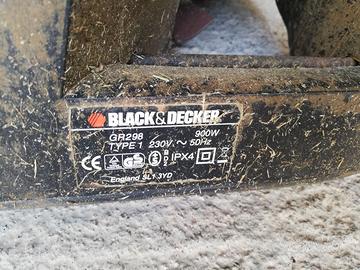 BLACK&DECKER
GR298 900W
TYPE 1 230V ~ 50Hz
IPX4
England SL1 3YD